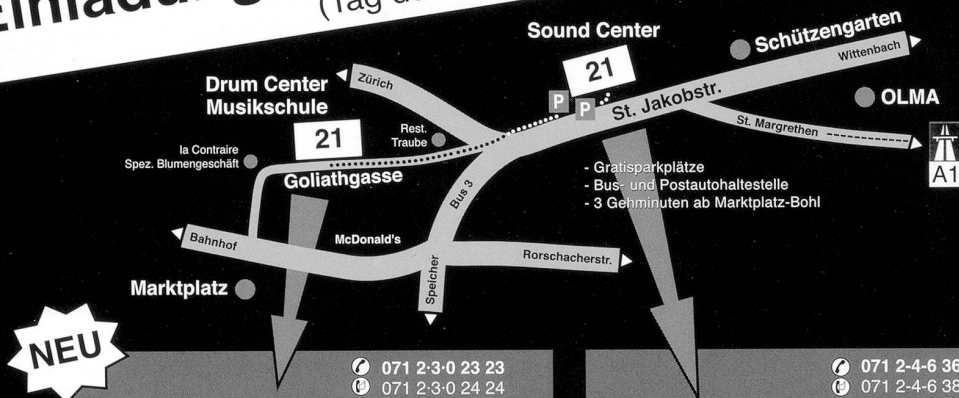 Einladung
(Tag d
Sound Center
21
Schützengarten
Wittenbach
Drum Center
Musikschule
21
Zürich
P
P
St. Jakobstr.
OLMA
Rest.
Traube
St. Margrethen
A1
la Contraire
Spez. Blumengeschäft
Goliathgasse
- Gratisparkplätze
- Bus- und Postautohaltestelle
- 3 Gehminuten ab Marktplatz-Bohl
Bus 3
Bahnhof
McDonald's
Rorschacherstr.
Speicher
Marktplatz
NEU
071 2·3·0 23 23
071 2·3·0 24 24
071 2-4-6 36
071 2-4-6 38